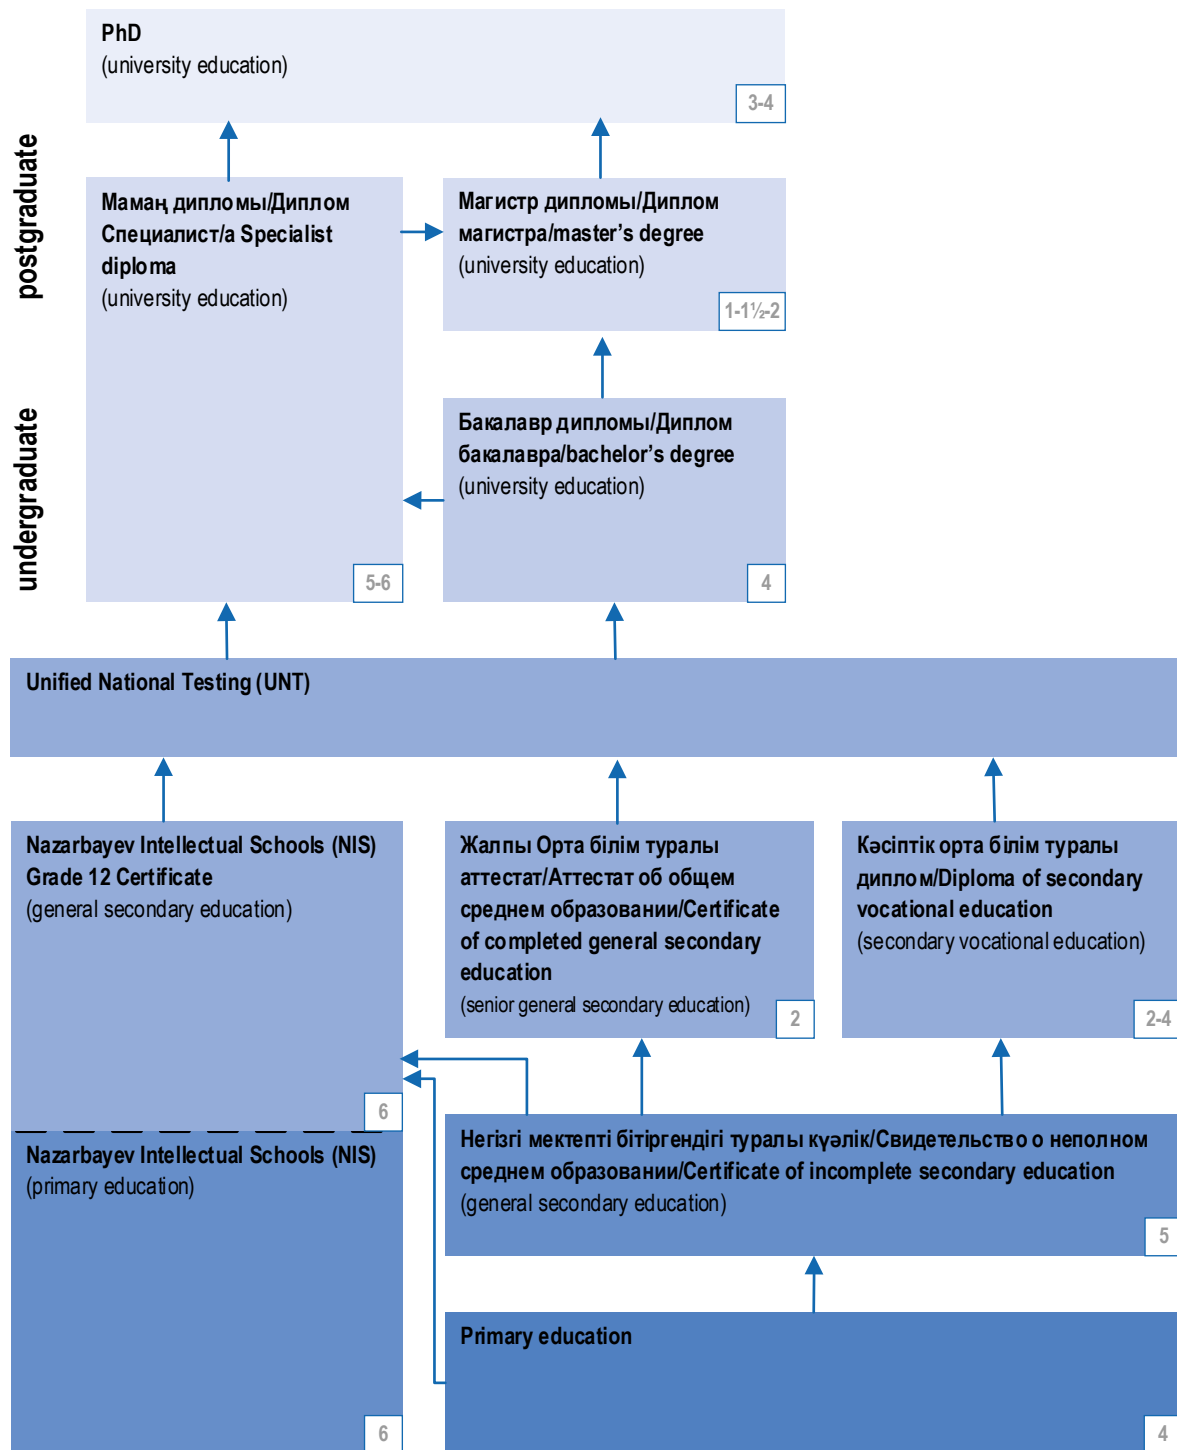 PhD
(university education)
3-4
postgraduate
Мамаң дипломы/Диплом
Специалист/a Specialist
diploma
(university education)
5-6
Магистр дипломы/Диплом
магистра/master's degree
(university education)
1-1½-2
undergraduate
Бакалавр дипломы/Диплом
бакалавра/bachelor's degree
(university education)
4
Unified National Testing (UNT)
Nazarbayev Intellectual Schools (NIS)
Grade 12 Certificate
(general secondary education)
6
Жалпы Орта білім туралы
аттестат/Аттестат об общем
среднем образовании/Certificate
of completed general secondary
education
(senior general secondary education)
2
Кәсіптік орта білім туралы
диплом/Diploma of secondary
vocational education
(secondary vocational education)
2-4
Nazarbayev Intellectual Schools (NIS)
(primary education)
6
Негізгі мектепті бітіргендігі туралы күәлік/Свидетельство о неполном
среднем образовании/Certificate of incomplete secondary education
(general secondary education)
5
Primary education
4